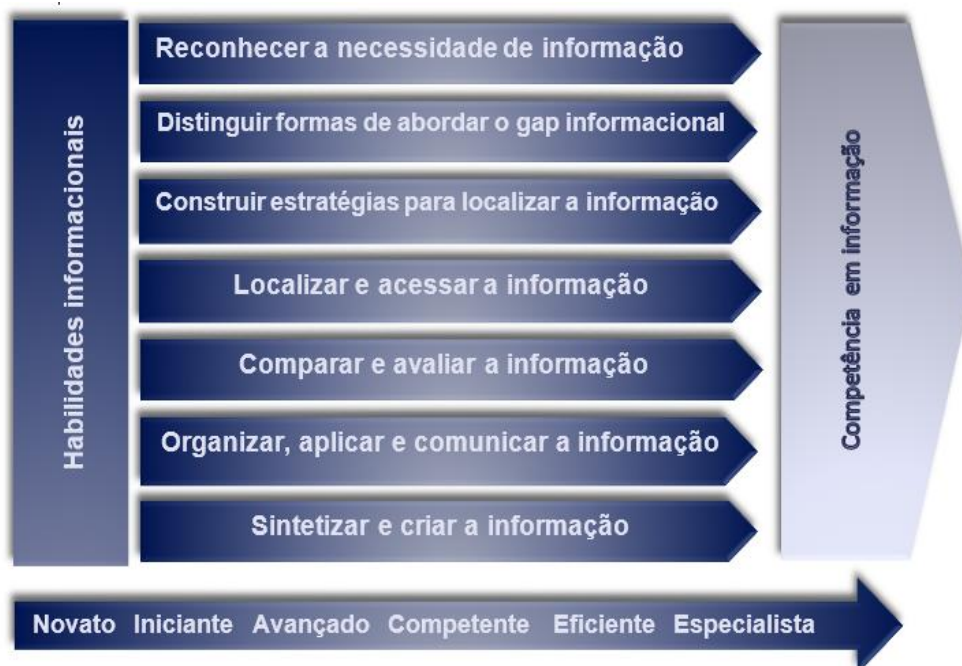 Habilidades informacionais
Reconhecer a necessidade de informação
Distinguir formas de abordar o gap informacional
Construir estratégias para localizar a informação
Localizar e acessar a informação
Comparar e avaliar a informação
Organizar, aplicar e comunicar a informação
Sintetizar e criar a informação
Competência em informação
Novato Iniciante Avançado Competente Eficiente Especialista